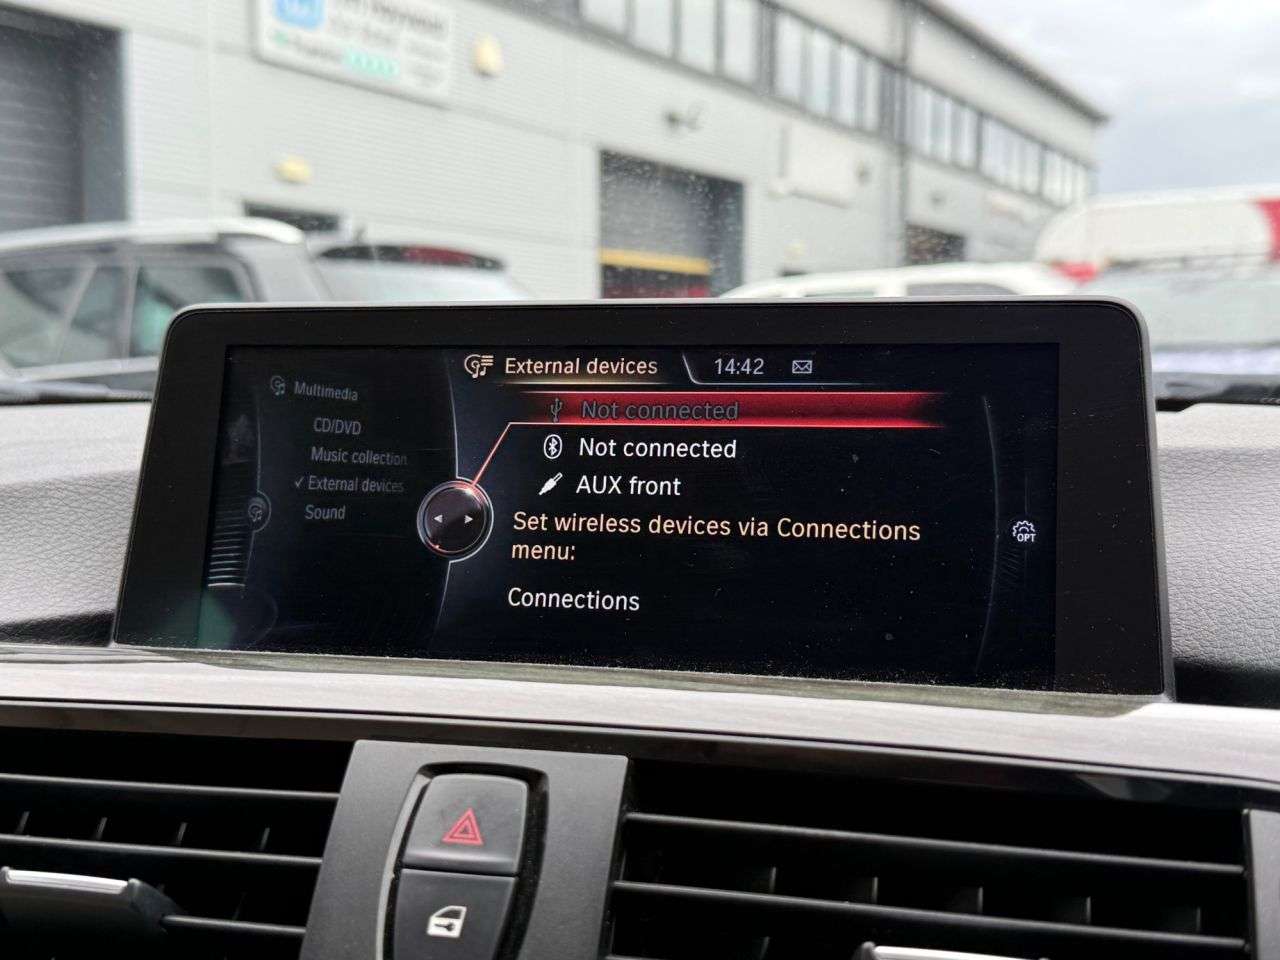 External devices
14:42
Multimedia
CD/DVD
Music collection
✓ External devices
Sound
Not connected
Not connected
AUX front
Set wireless devices via Connections
menu:
Connections
OPT